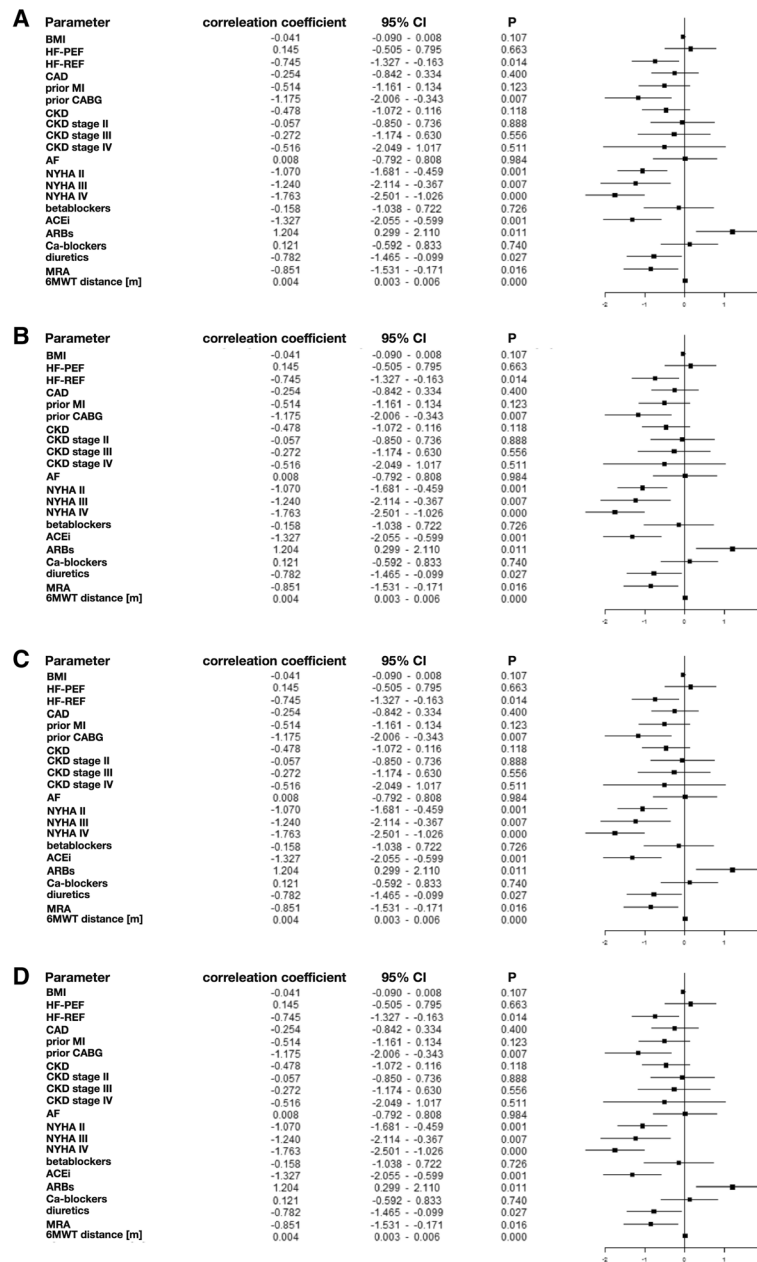 A Parameter correleation coefficient 95% CI P
BMI -0.041 -0.090 - 0.008 0.107
HF-PEF 0.145 -0.505 - 0.795 0.663
HF-REF -0.745 -1.327 - -0.163 0.014
CAD -0.254 -0.842 - 0.334 0.400
prior MI -0.514 -1.161 - 0.134 0.123
prior CABG -1.175 -2.006 - -0.343 0.007
CKD -0.478 -1.072 - 0.116 0.118
CKD stage II -0.057 -0.850 - 0.736 0.888
CKD stage III -0.272 -1.174 - 0.630 0.556
CKD stage IV -0.516 -2.049 - 1.017 0.511
AF 0.008 -0.792 - 0.808 0.984
NYHA II -1.070 -1.681 - -0.459 0.001
NYHA III -1.240 -2.114 - -0.367 0.007
NYHA IV -1.763 -2.501 - -1.026 0.000
betablockers -0.158 -1.038 - 0.722 0.726
ACEi -1.327 -2.055 - -0.599 0.001
ARBs 1.204 0.299 - 2.110 0.011
Ca-blockers 0.121 -0.592 - 0.833 0.740
diuretics -0.782 -1.465 - -0.099 0.027
MRA -0.851 -1.531 - -0.171 0.016
6MWT distance [m] 0.004 0.003 - 0.006 0.000
-2 -1 0 1
B Parameter correleation coefficient 95% CI P
BMI -0.041 -0.090 - 0.008 0.107
HF-PEF 0.145 -0.505 - 0.795 0.663
HF-REF -0.745 -1.327 - -0.163 0.014
CAD -0.254 -0.842 - 0.334 0.400
prior MI -0.514 -1.161 - 0.134 0.123
prior CABG -1.175 -2.006 - -0.343 0.007
CKD -0.478 -1.072 - 0.116 0.118
CKD stage II -0.057 -0.850 - 0.736 0.888
CKD stage III -0.272 -1.174 - 0.630 0.556
CKD stage IV -0.516 -2.049 - 1.017 0.511
AF 0.008 -0.792 - 0.808 0.984
NYHA II -1.070 -1.681 - -0.459 0.001
NYHA III -1.240 -2.114 - -0.367 0.007
NYHA IV -1.763 -2.501 - -1.026 0.000
betablockers -0.158 -1.038 - 0.722 0.726
ACEi -1.327 -2.055 - -0.599 0.001
ARBs 1.204 0.299 - 2.110 0.011
Ca-blockers 0.121 -0.592 - 0.833 0.740
diuretics -0.782 -1.465 - -0.099 0.027
MRA -0.851 -1.531 - -0.171 0.016
6MWT distance [m] 0.004 0.003 - 0.006 0.000
-2 -1 0 1
C Parameter correleation coefficient 95% CI P
BMI -0.041 -0.090 - 0.008 0.107
HF-PEF 0.145 -0.505 - 0.795 0.663
HF-REF -0.745 -1.327 - -0.163 0.014
CAD -0.254 -0.842 - 0.334 0.400
prior MI -0.514 -1.161 - 0.134 0.123
prior CABG -1.175 -2.006 - -0.343 0.007
CKD -0.478 -1.072 - 0.116 0.118
CKD stage II -0.057 -0.850 - 0.736 0.888
CKD stage III -0.272 -1.174 - 0.630 0.556
CKD stage IV -0.516 -2.049 - 1.017 0.511
AF 0.008 -0.792 - 0.808 0.984
NYHA II -1.070 -1.681 - -0.459 0.001
NYHA III -1.240 -2.114 - -0.367 0.007
NYHA IV -1.763 -2.501 - -1.026 0.000
betablockers -0.158 -1.038 - 0.722 0.726
ACEi -1.327 -2.055 - -0.599 0.001
ARBs 1.204 0.299 - 2.110 0.011
Ca-blockers 0.121 -0.592 - 0.833 0.740
diuretics -0.782 -1.465 - -0.099 0.027
MRA -0.851 -1.531 - -0.171 0.016
6MWT distance [m] 0.004 0.003 - 0.006 0.000
-2 -1 0 1
D Parameter correleation coefficient 95% CI P
BMI -0.041 -0.090 - 0.008 0.107
HF-PEF 0.145 -0.505 - 0.795 0.663
HF-REF -0.745 -1.327 - -0.163 0.014
CAD -0.254 -0.842 - 0.334 0.400
prior MI -0.514 -1.161 - 0.134 0.123
prior CABG -1.175 -2.006 - -0.343 0.007
CKD -0.478 -1.072 - 0.116 0.118
CKD stage II -0.057 -0.850 - 0.736 0.888
CKD stage III -0.272 -1.174 - 0.630 0.556
CKD stage IV -0.516 -2.049 - 1.017 0.511
AF 0.008 -0.792 - 0.808 0.984
NYHA II -1.070 -1.681 - -0.459 0.001
NYHA III -1.240 -2.114 - -0.367 0.007
NYHA IV -1.763 -2.501 - -1.026 0.000
betablockers -0.158 -1.038 - 0.722 0.726
ACEi -1.327 -2.055 - -0.599 0.001
ARBs 1.204 0.299 - 2.110 0.011
Ca-blockers 0.121 -0.592 - 0.833 0.740
diuretics -0.782 -1.465 - -0.099 0.027
MRA -0.851 -1.531 - -0.171 0.016
6MWT distance [m] 0.004 0.003 - 0.006 0.000
-2 -1 0 1